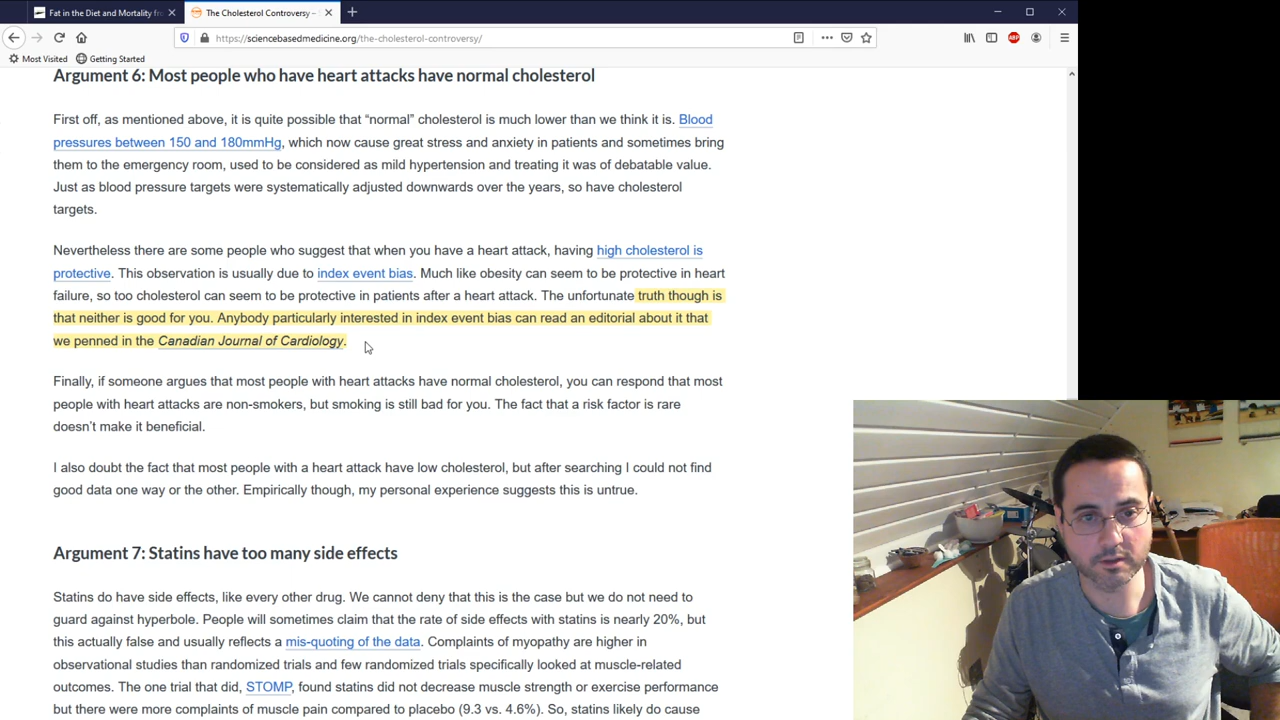 Fat in the Diet and Mortality fr
The Cholesterol Controversy –
https://sciencebasedmedicine.org/the-cholesterol-controversy/
Most Visited
Getting Started
Argument 6: Most people who have heart attacks have normal cholesterol
First off, as mentioned above, it is quite possible that “normal” cholesterol is much lower than we think it is. Blood
pressures between 150 and 180mmHg, which now cause great stress and anxiety in patients and sometimes bring
them to the emergency room, used to be considered as mild hypertension and treating it was of debatable value.
Just as blood pressure targets were systematically adjusted downwards over the years, so have cholesterol
targets.
Nevertheless there are some people who suggest that when you have a heart attack, having high cholesterol is
protective. This observation is usually due to index event bias. Much like obesity can seem to be protective in heart
failure, so too cholesterol can seem to be protective in patients after a heart attack. The unfortunate truth though is
that neither is good for you. Anybody particularly interested in index event bias can read an editorial about it that
we penned in the Canadian Journal of Cardiology.
Finally, if someone argues that most people with heart attacks have normal cholesterol, you can respond that most
people with heart attacks are non-smokers, but smoking is still bad for you. The fact that a risk factor is rare
doesn’t make it beneficial.
I also doubt the fact that most people with a heart attack have low cholesterol, but after searching I could not find
good data one way or the other. Empirically though, my personal experience suggests this is untrue.
Argument 7: Statins have too many side effects
Statins do have side effects, like every other drug. We cannot deny that this is the case but we do not need to
guard against hyperbole. People will sometimes claim that the rate of side effects with statins is nearly 20%, but
this actually false and usually reflects a mis-quoting of the data. Complaints of myopathy are higher in
observational studies than randomized trials and few randomized trials specifically looked at muscle-related
outcomes. The one trial that did, STOMP, found statins did not decrease muscle strength or exercise performance
but there were more complaints of muscle pain compared to placebo (9.3 vs. 4.6%). So, statins likely do cause
ABP